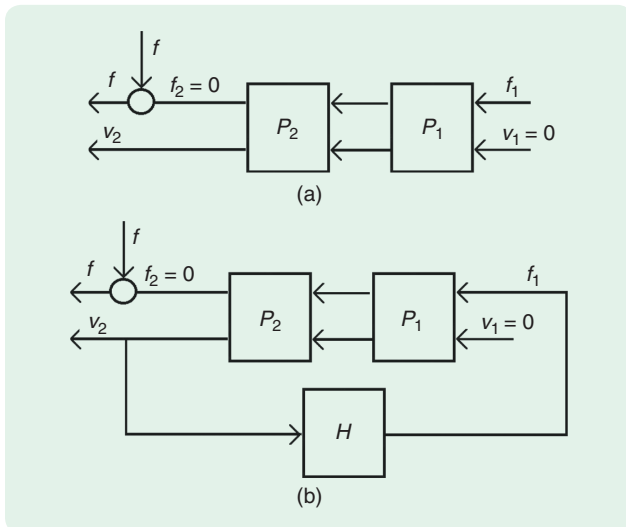 f
f f₂ = 0 f₁
P₂ P₁
v₂ v₁ = 0
(a)
f
f f₂ = 0 f₁
P₂ P₁
v₂ v₁ = 0
H
(b)